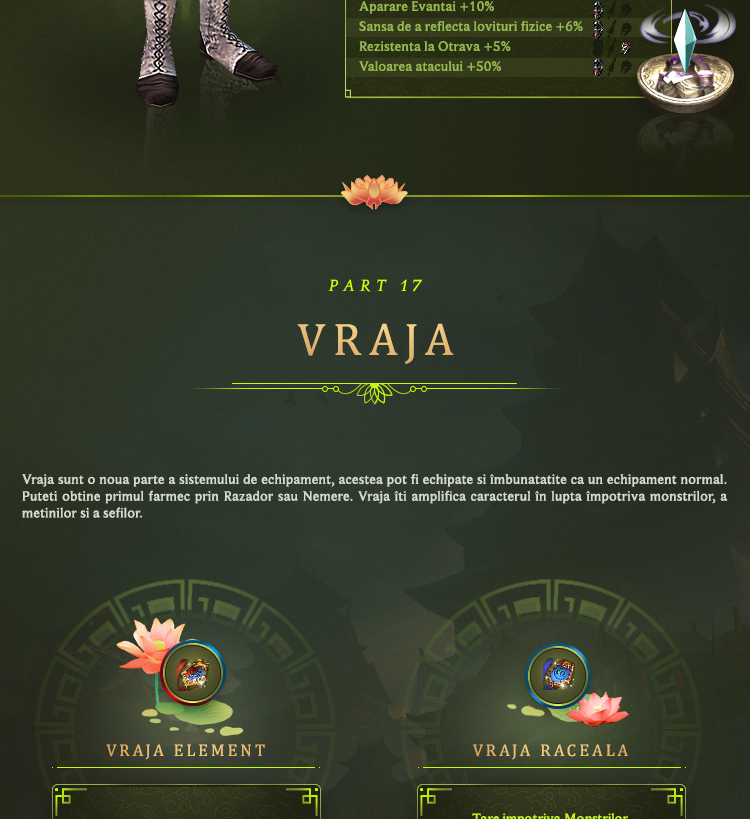 Aparare Evantai +10%
Sansa de a reflecta lovituri fizice +6%
Rezistenta la Otrava +5%
Valoarea atacului +50%
PART 17
VRAJA
Vraja sunt o noua parte a sistemului de echipament, acestea pot fi echipate si îmbunatatite ca un echipament normal.
Puteti obtine primul farmec prin Razador sau Nemere. Vraja îti amplifica caracterul în lupta împotriva monstrilor, a
metinilor si a sefilor.
VRAJA ELEMENT
VRAJA RACEALA
Tare impotriva Monstrilor